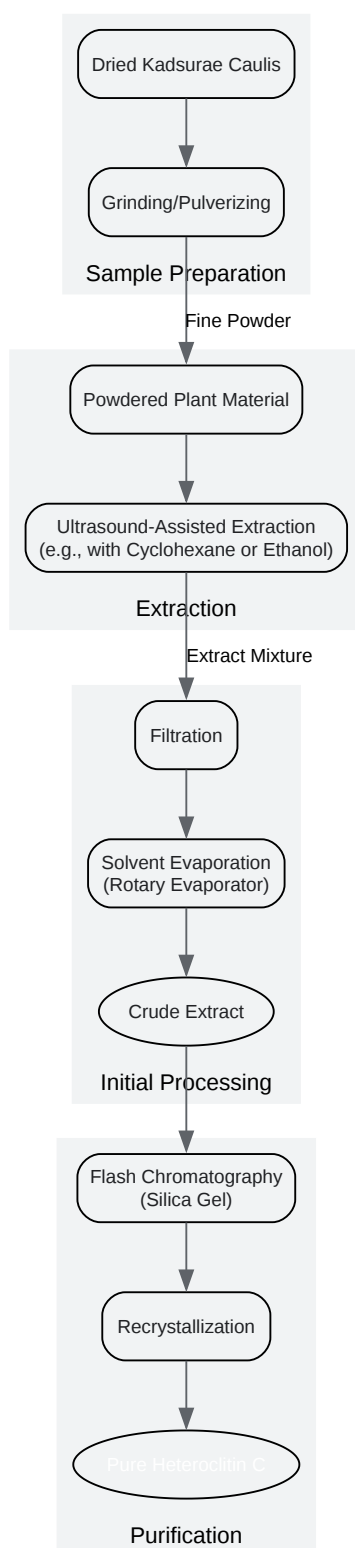 Dried Kadsurae Caulis
Grinding/Pulverizing
Sample Preparation
Fine Powder
Powdered Plant Material
Ultrasound-Assisted Extraction
(e.g., with Cyclohexane or Ethanol)
Extraction
Extract Mixture
Filtration
Solvent Evaporation
(Rotary Evaporator)
Crude Extract
Initial Processing
Flash Chromatography
(Silica Gel)
Recrystallization
Pure Heteroclitin C
Purification